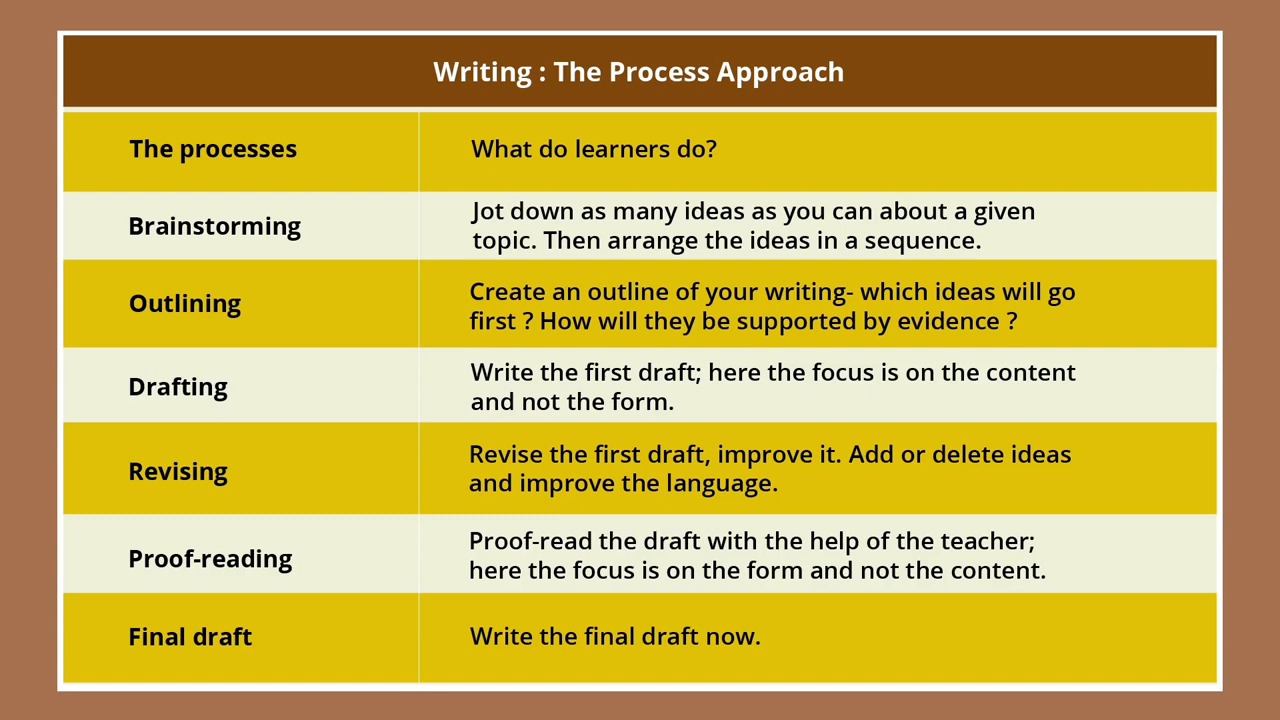 Writing : The Process Approach
The processes
What do learners do?
Brainstorming
Jot down as many ideas as you can about a given
topic. Then arrange the ideas in a sequence.
Outlining
Create an outline of your writing- which ideas will go
first ? How will they be supported by evidence ?
Drafting
Write the first draft; here the focus is on the content
and not the form.
Revising
Revise the first draft, improve it. Add or delete ideas
and improve the language.
Proof-reading
Proof-read the draft with the help of the teacher;
here the focus is on the form and not the content.
Final draft
Write the final draft now.